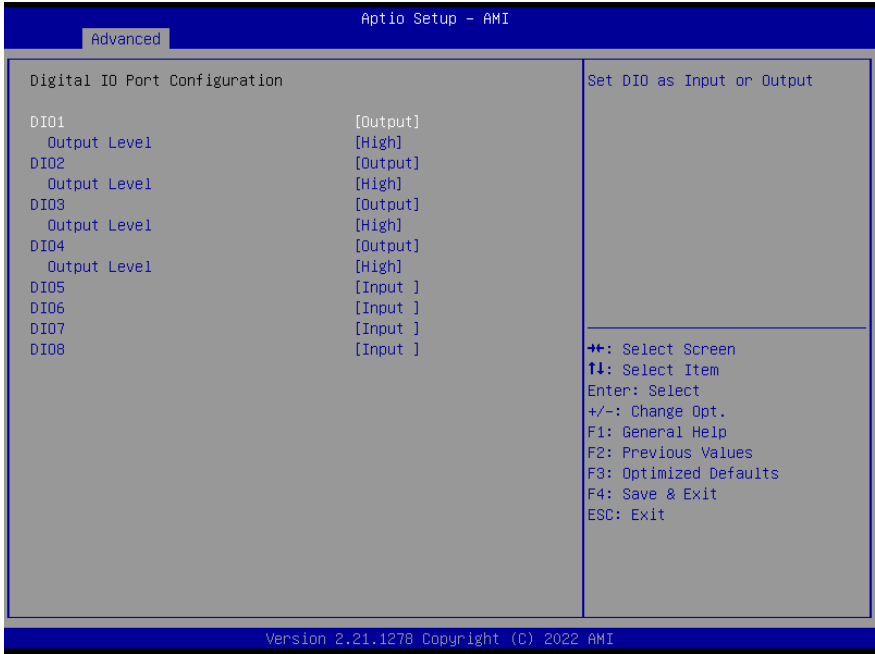 Aptio Setup – AMI
Advanced
Digital IO Port Configuration
DIO1 [Output]
Output Level [High]
DIO2 [Output]
Output Level [High]
DIO3 [Output]
Output Level [High]
DIO4 [Output]
Output Level [High]
DIO5 [Input ]
DIO6 [Input ]
DIO7 [Input ]
DIO8 [Input ]
Set DIO as Input or Output
→←: Select Screen
↑↓: Select Item
Enter: Select
+/-: Change Opt.
F1: General Help
F2: Previous Values
F3: Optimized Defaults
F4: Save & Exit
ESC: Exit
Version 2.21.1278 Copyright (C) 2022 AMI